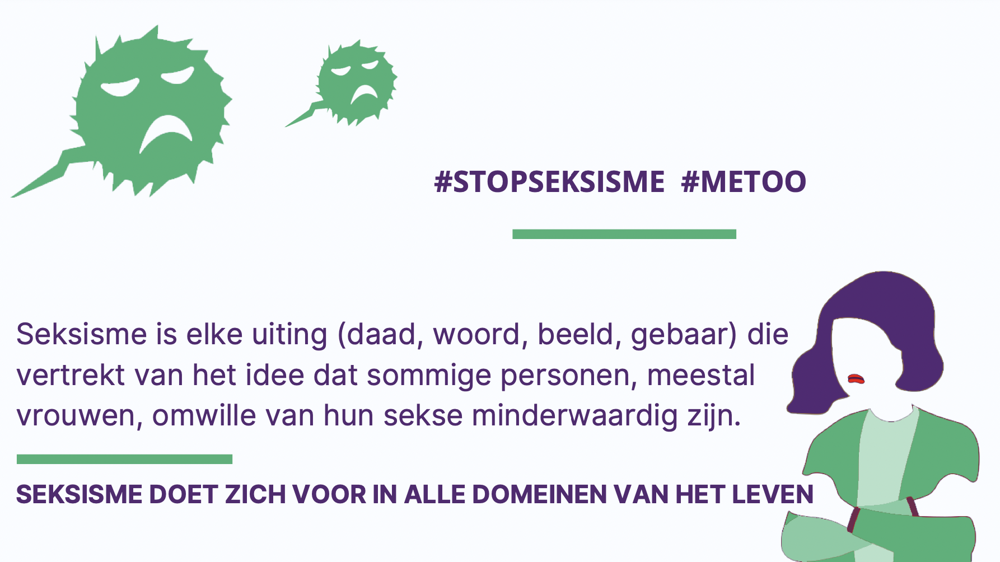 #STOPSEKSISME #METOO
Seksisme is elke uiting (daad, woord, beeld, gebaar) die
vertrekt van het idee dat sommige personen, meestal
vrouwen, omwille van hun sekse minderwaardig zijn.
SEKSISME DOET ZICH VOOR IN ALLE DOMEINEN VAN HET LEVEN